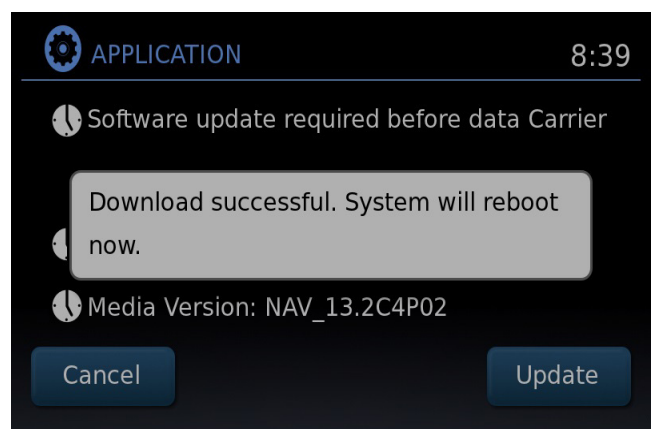 APPLICATION
8:39
Software update required before data Carrier
Download successful. System will reboot
now.
Media Version: NAV_13.2C4P02
Cancel
Update